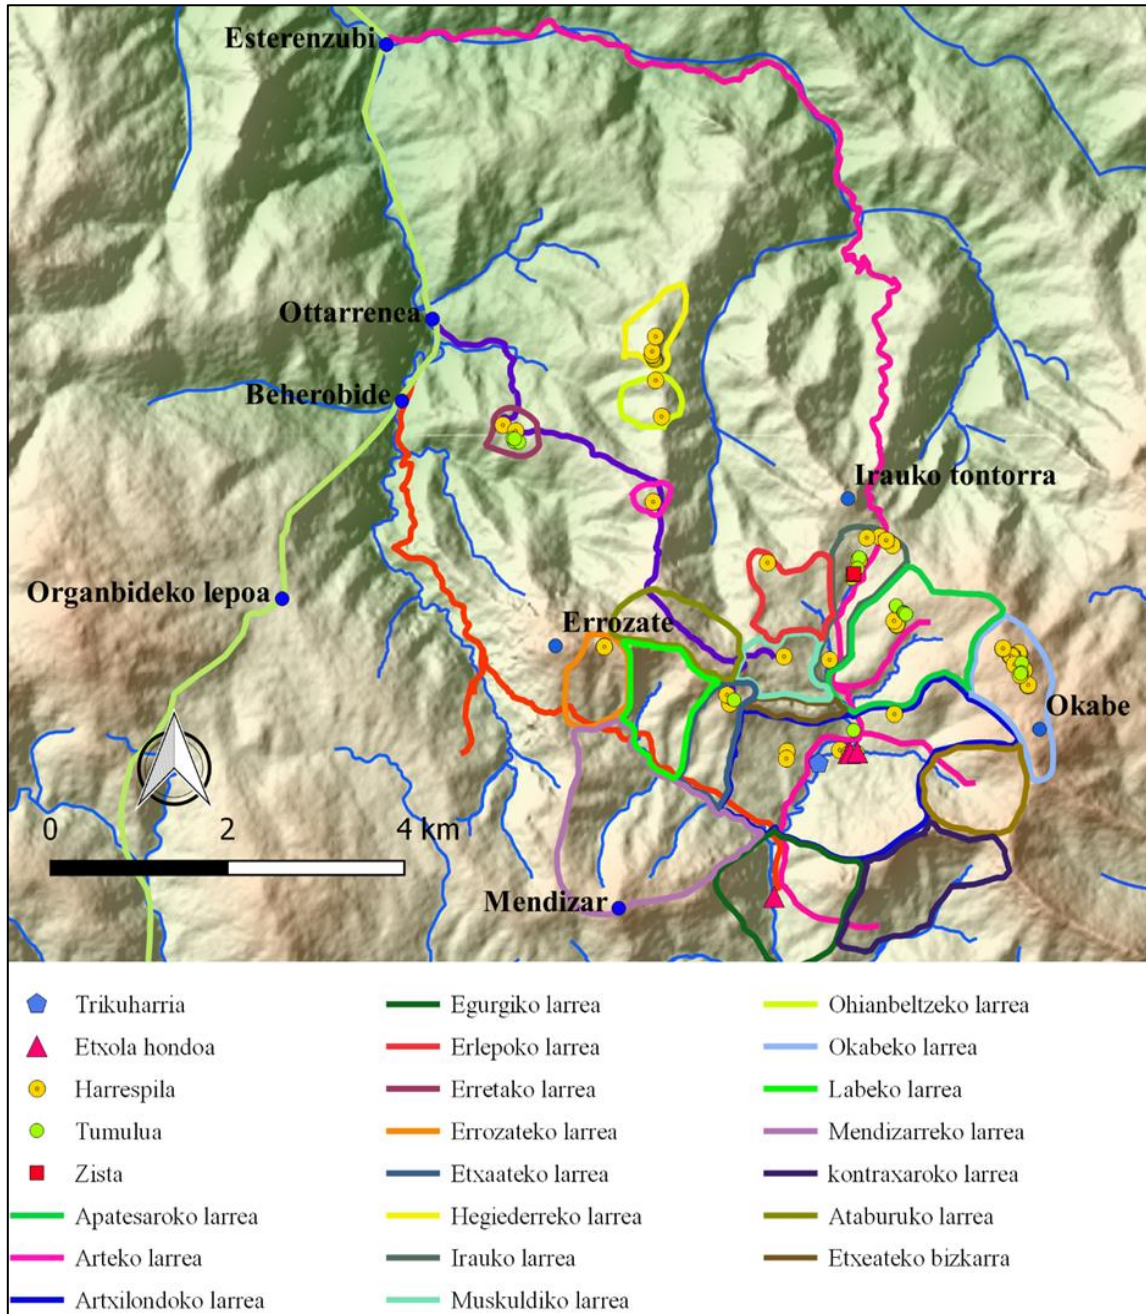 Esterenzubi
Ottarrenea
Beherobide
Irauko tontorra
Organbideko lepoa
Errozate
Okabe
0 2 4 km
Mendizar
Trikuharria
Etxola hondoa
Harrespila
Tumulua
Zista
Apatesaroko larrea
Arteko larrea
Artxilondoko larrea
Egurgiko larrea
Erlepoko larrea
Erretako larrea
Errozateko larrea
Etxaateko larrea
Hegiederreko larrea
Irauko larrea
Muskuldiko larrea
Ohianbeltzeko larrea
Okabeko larrea
Labeko larrea
Mendizarreko larrea
kontraxaroko larrea
Ataburuko larrea
Etxeateko bizkarra